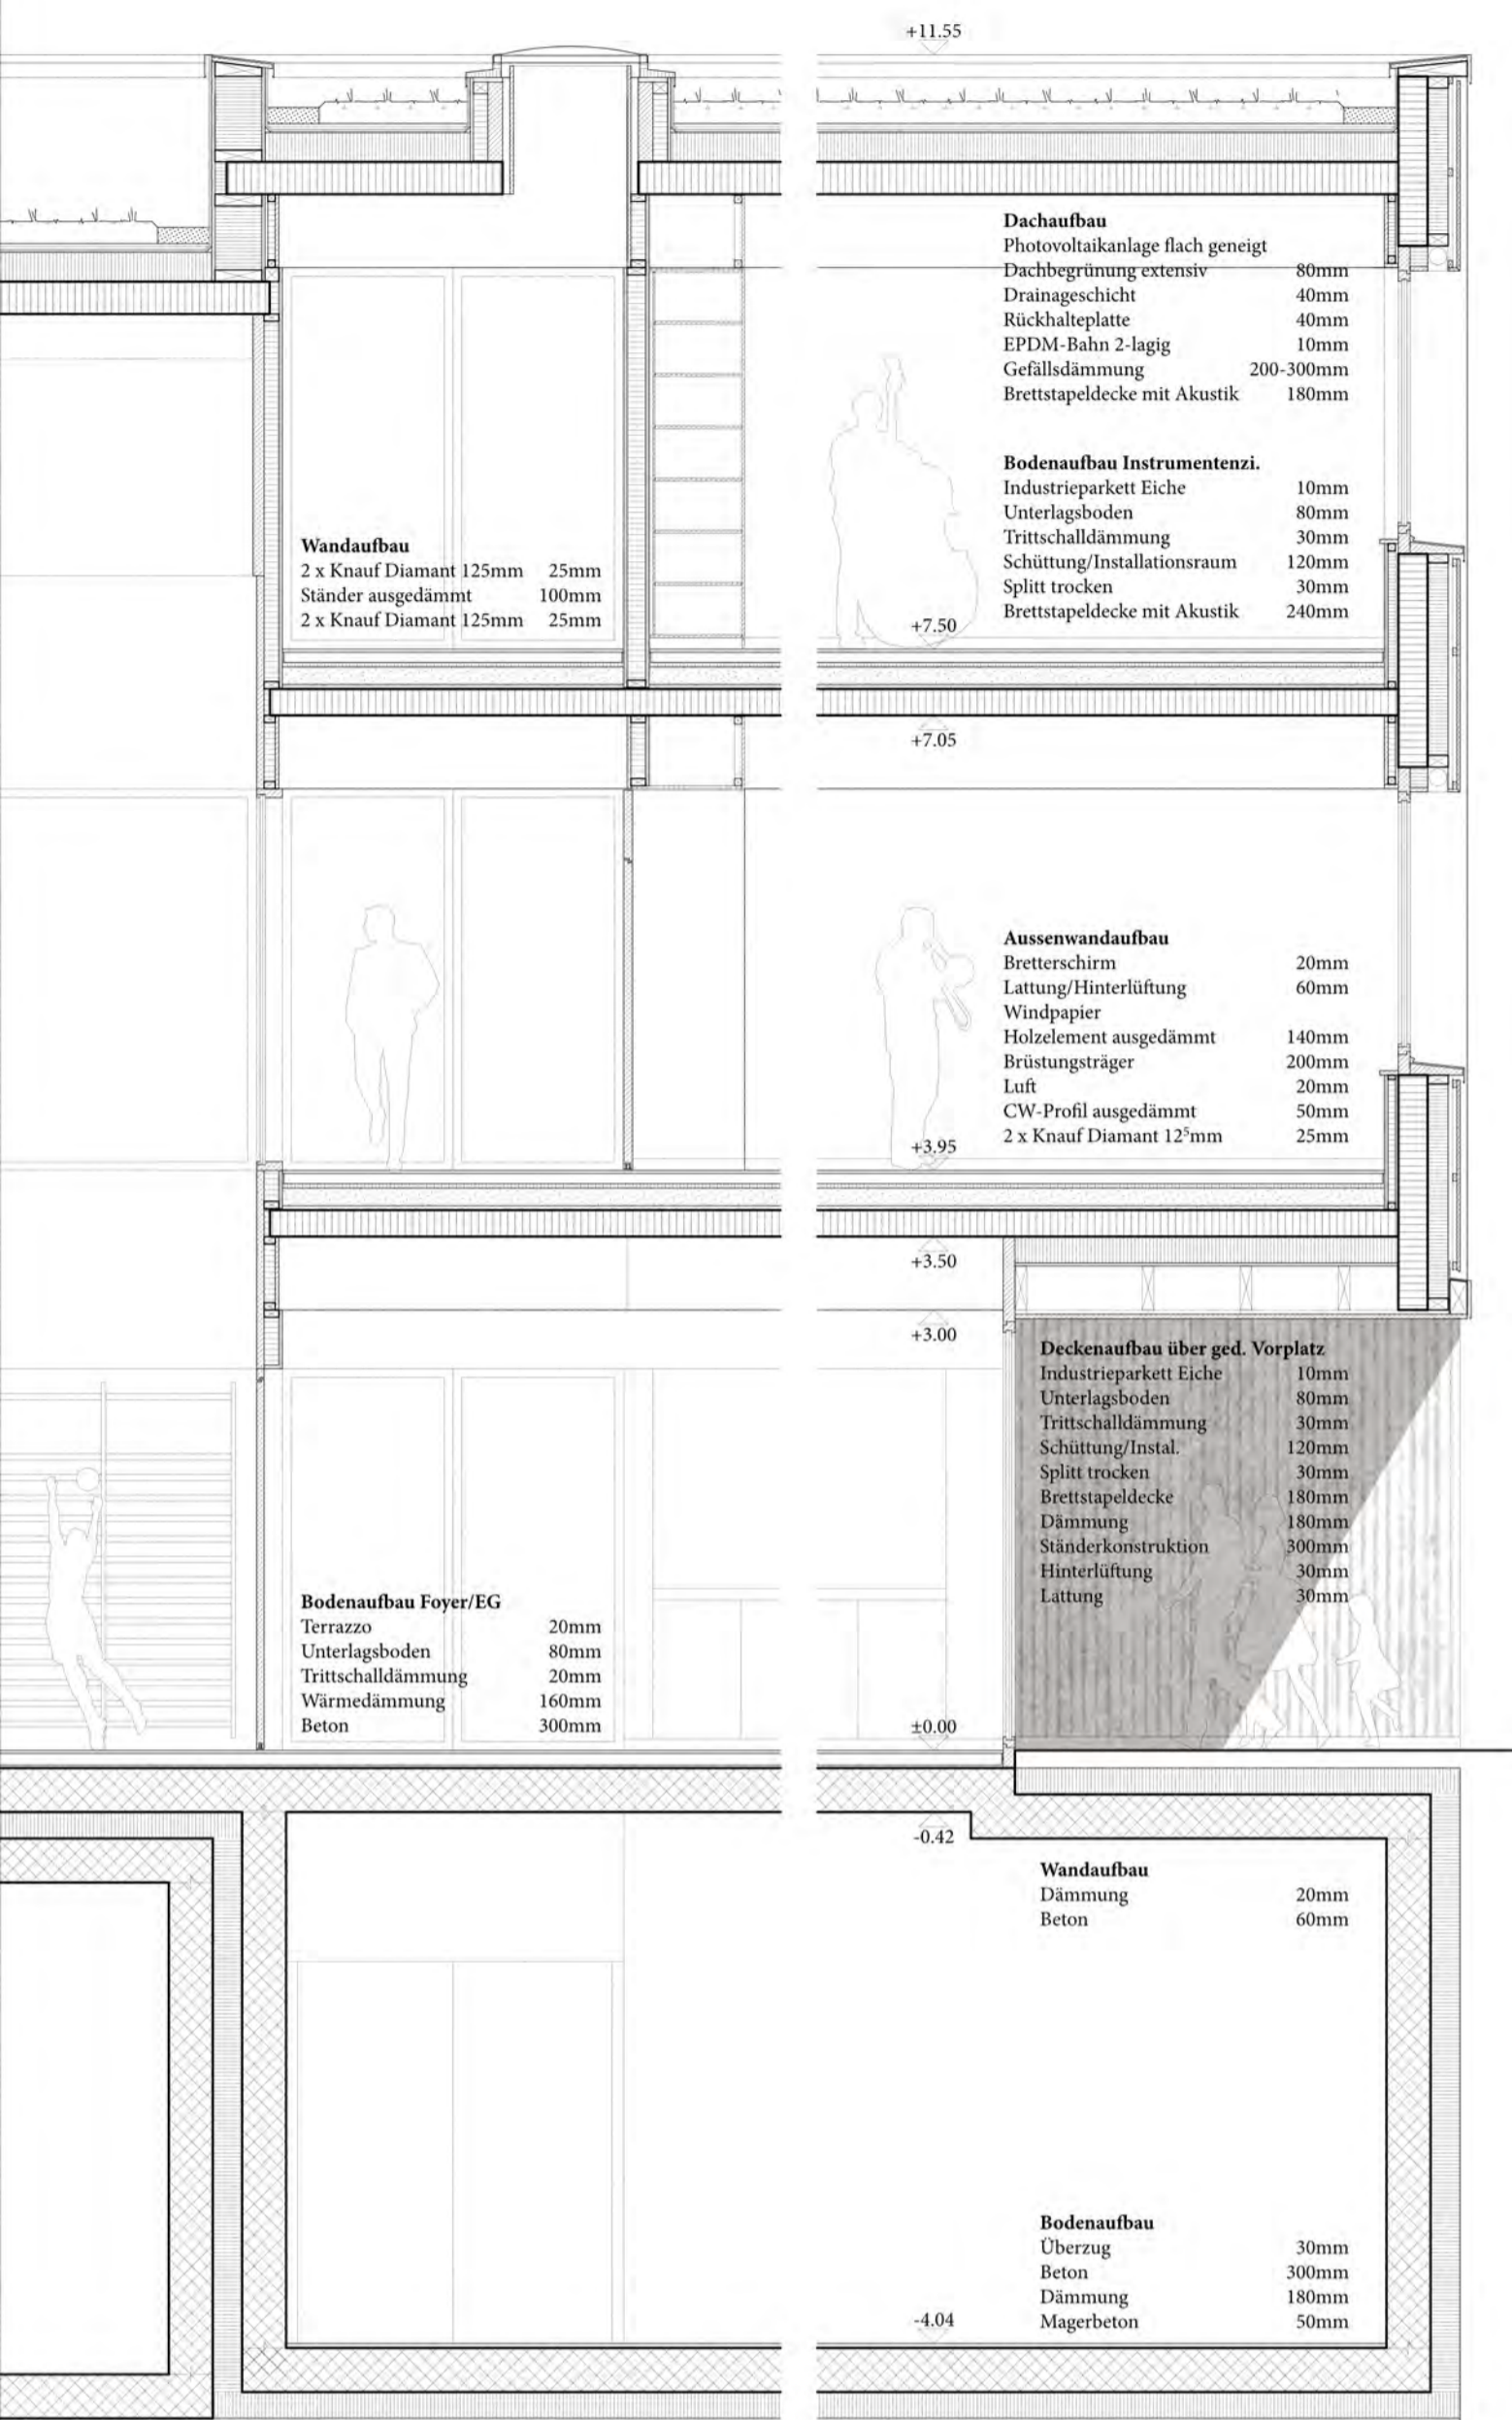 +11.55
Dachaufbau
Photovoltaikanlage flach geneigt
Dachbegrünung extensiv 80mm
Drainageschicht 40mm
Rückhalteplatte 40mm
EPDM-Bahn 2-lagig 10mm
Gefällsdämmung 200-300mm
Brettstapeldecke mit Akustik 180mm
Bodenaufbau Instrumentenzi.
Industrieparkett Eiche 10mm
Unterlagsboden 80mm
Trittschalldämmung 30mm
Schüttung/Installationsraum 120mm
Splitt trocken 30mm
Brettstapeldecke mit Akustik 240mm
Wandaufbau
2 x Knauf Diamant 125mm 25mm
Ständer ausgedämmt 100mm
2 x Knauf Diamant 125mm 25mm
+7.50
+7.05
Aussenwandaufbau
Bretterschirm 20mm
Lattung/Hinterlüftung 60mm
Windpapier
Holzelement ausgedämmt 140mm
Brüstungsträger 200mm
Luft 20mm
CW-Profil ausgedämmt 50mm
2 x Knauf Diamant 12⁵mm 25mm
+3.95
+3.50
+3.00
Deckenaufbau über ged. Vorplatz
Industrieparkett Eiche 10mm
Unterlagsboden 80mm
Trittschalldämmung 30mm
Schüttung/Instal. 120mm
Splitt trocken 30mm
Brettstapeldecke 180mm
Dämmung 180mm
Ständerkonstruktion 300mm
Hinterlüftung 30mm
Lattung 30mm
Bodenaufbau Foyer/EG
Terrazzo 20mm
Unterlagsboden 80mm
Trittschalldämmung 20mm
Wärmedämmung 160mm
Beton 300mm
±0.00
-0.42
Wandaufbau
Dämmung 20mm
Beton 60mm
Bodenaufbau
Überzug 30mm
Beton 300mm
Dämmung 180mm
Magerbeton 50mm
-4.04